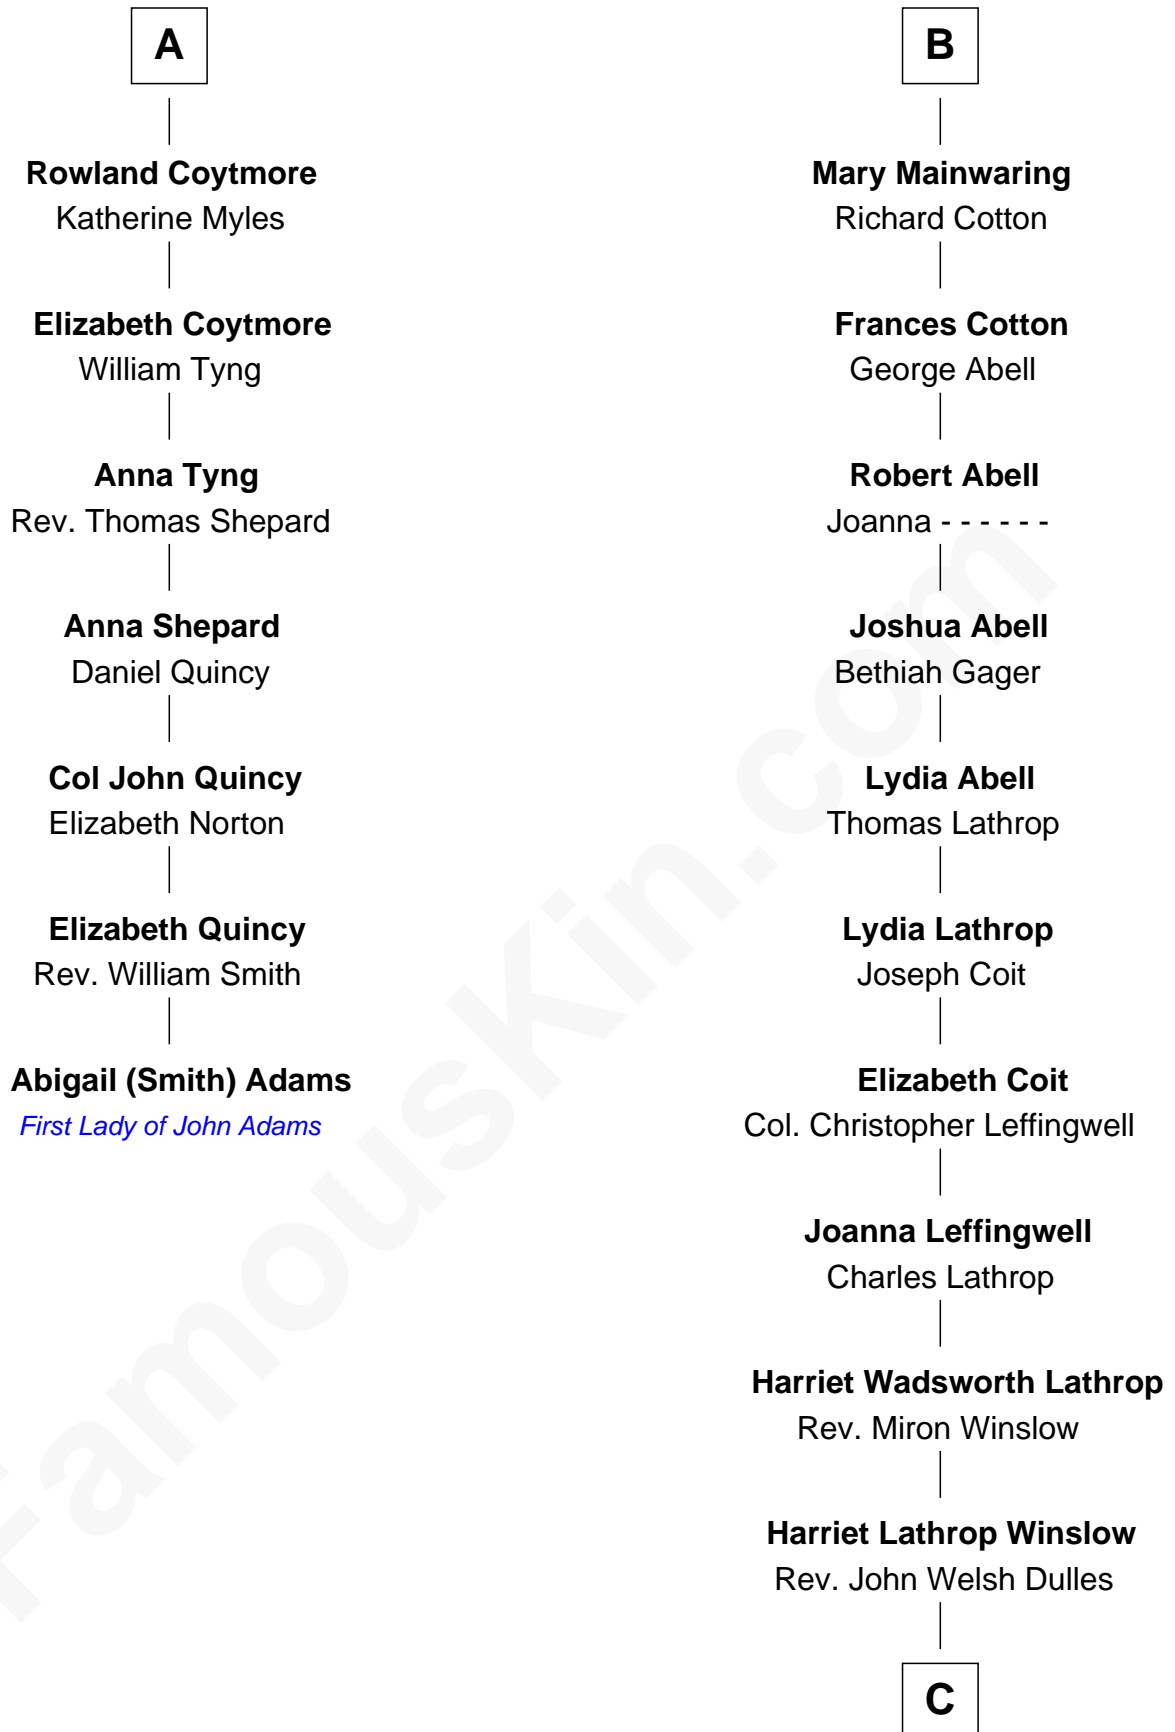 A
Rowland Coytmore
Katherine Myles
Elizabeth Coytmore
William Tyng
Anna Tyng
Rev. Thomas Shepard
Anna Shepard
Daniel Quincy
Col John Quincy
Elizabeth Norton
Elizabeth Quincy
Rev. William Smith
Abigail (Smith) Adams
First Lady of John Adams
B
Mary Mainwaring
Richard Cotton
Frances Cotton
George Abell
Robert Abell
Joanna - - - - - -
Joshua Abell
Bethiah Gager
Lydia Abell
Thomas Lathrop
Lydia Lathrop
Joseph Coit
Elizabeth Coit
Col. Christopher Leffingwell
Joanna Leffingwell
Charles Lathrop
Harriet Wadsworth Lathrop
Rev. Miron Winslow
Harriet Lathrop Winslow
Rev. John Welsh Dulles
C
FamousKin.com